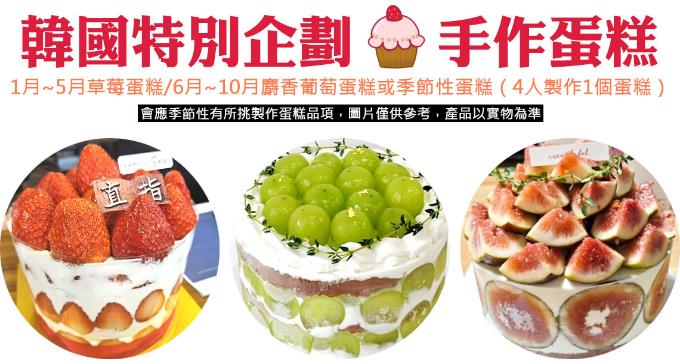 韓國特別企劃 手作蛋糕
1月~5月草莓蛋糕/6月~10月麝香葡萄蛋糕或季節性蛋糕（4人製作1個蛋糕）
會應季節性有所挑製作蛋糕品項，圖片僅供參考，產品以實物為準
直指